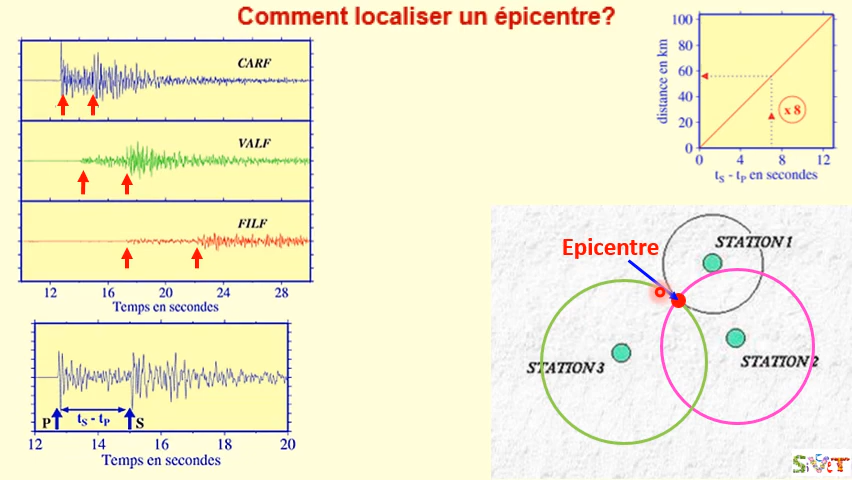 Comment localiser un épicentre?
CARF
VALF
FILF
12 16 20 24 28
Temps en secondes
P tS - tP S
12 14 16 18 20
Temps en secondes
100
80
60
40
20
0
distance en km
x 8
0 4 8 12
tS - tP en secondes
Epicentre
STATION 1
STATION 2
STATION 3
SVT